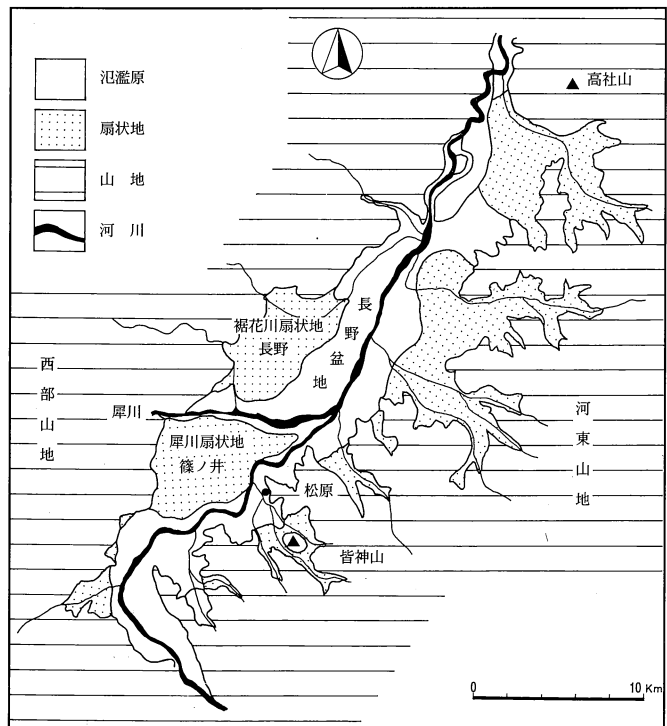 氾濫原
扇状地
山 地
河 川
高社山
裾花川扇状地
長野
長野盆地
西部山地
犀川
犀川扇状地
篠ノ井
河東山地
松原
皆神山
0
10 Km